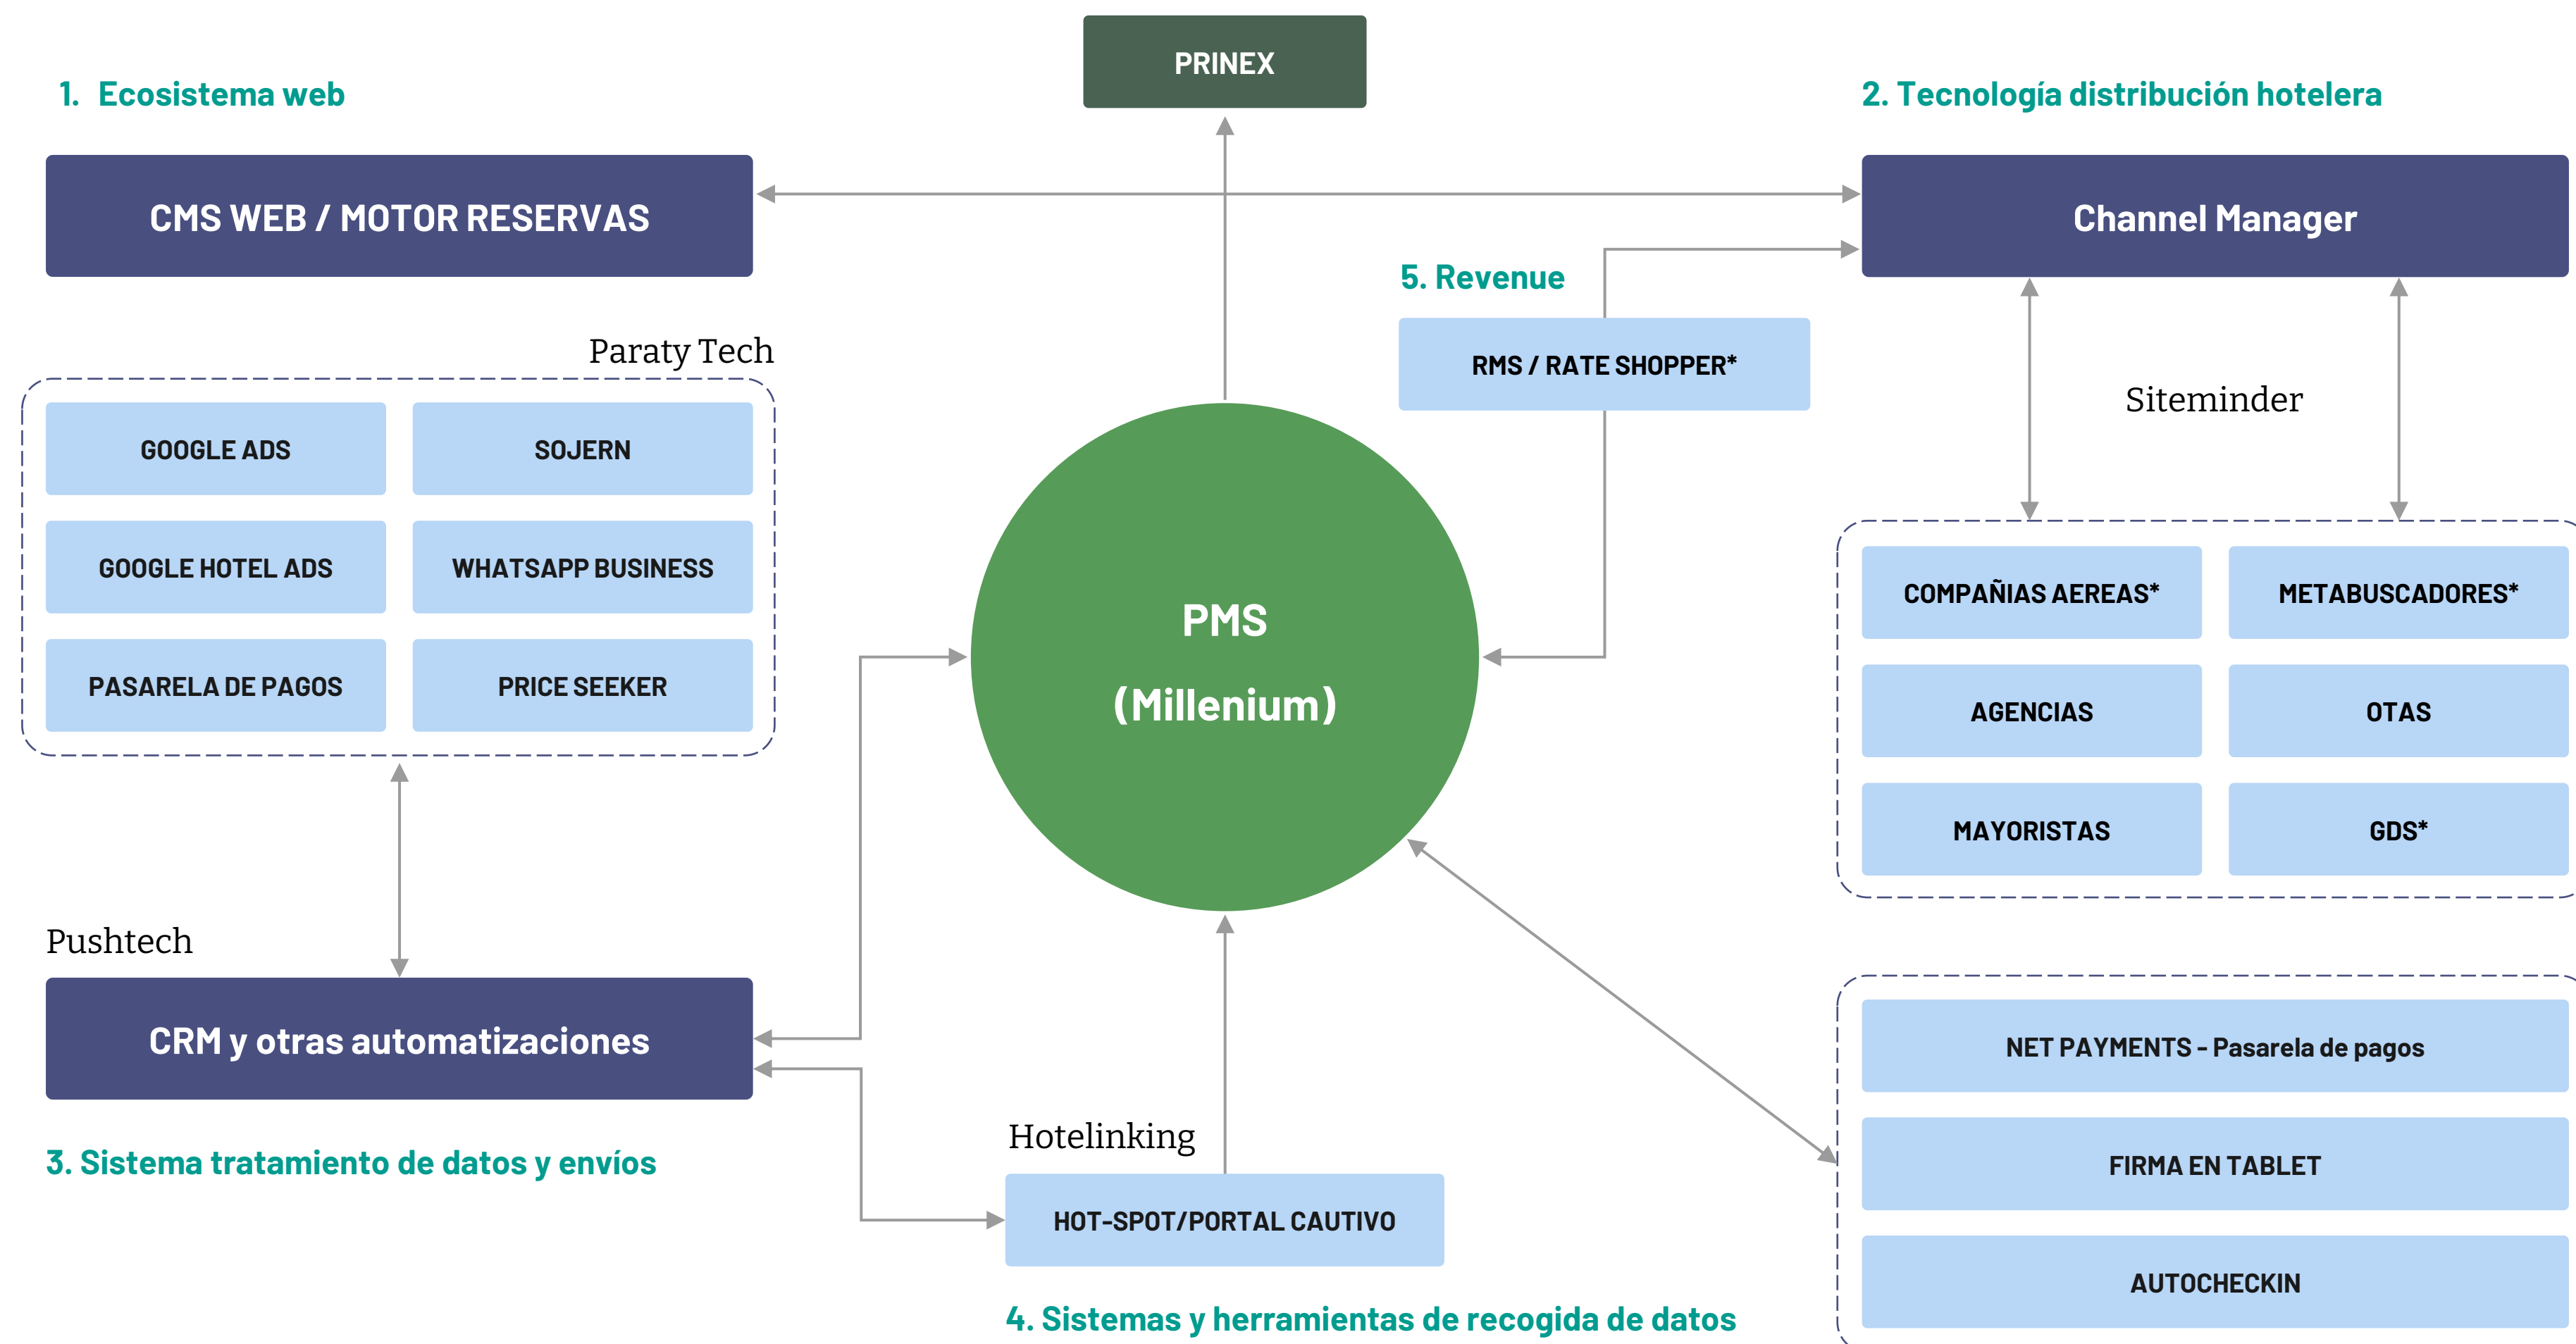 PRINEX
1. Ecosistema web
2. Tecnología distribución hotelera
CMS WEB / MOTOR RESERVAS
Channel Manager
5. Revenue
Paraty Tech
RMS / RATE SHOPPER*
Siteminder
GOOGLE ADS
SOJERN
GOOGLE HOTEL ADS
WHATSAPP BUSINESS
PASARELA DE PAGOS
PRICE SEEKER
PMS
(Millenium)
COMPAÑIAS AEREAS*
METABUSCADORES*
AGENCIAS
OTAS
MAYORISTAS
GDS*
Pushtech
CRM y otras automatizaciones
3. Sistema tratamiento de datos y envíos
Hotelinking
HOT-SPOT/PORTAL CAUTIVO
4. Sistemas y herramientas de recogida de datos
NET PAYMENTS - Pasarela de pagos
FIRMA EN TABLET
AUTOCHECKIN